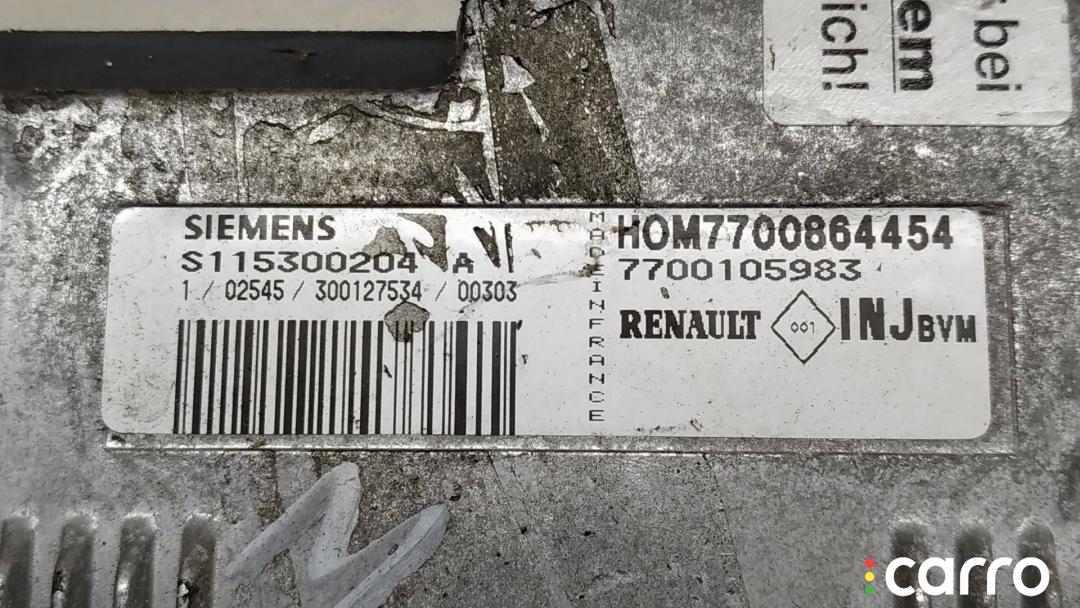 bei
em
ich!
SIEMENS
S115300204 A
1 / 02545 / 300127534 / 00303
MADE IN FRANCE
HOM7700864454
7700105983
RENAULT 001 INJ BVM
carro